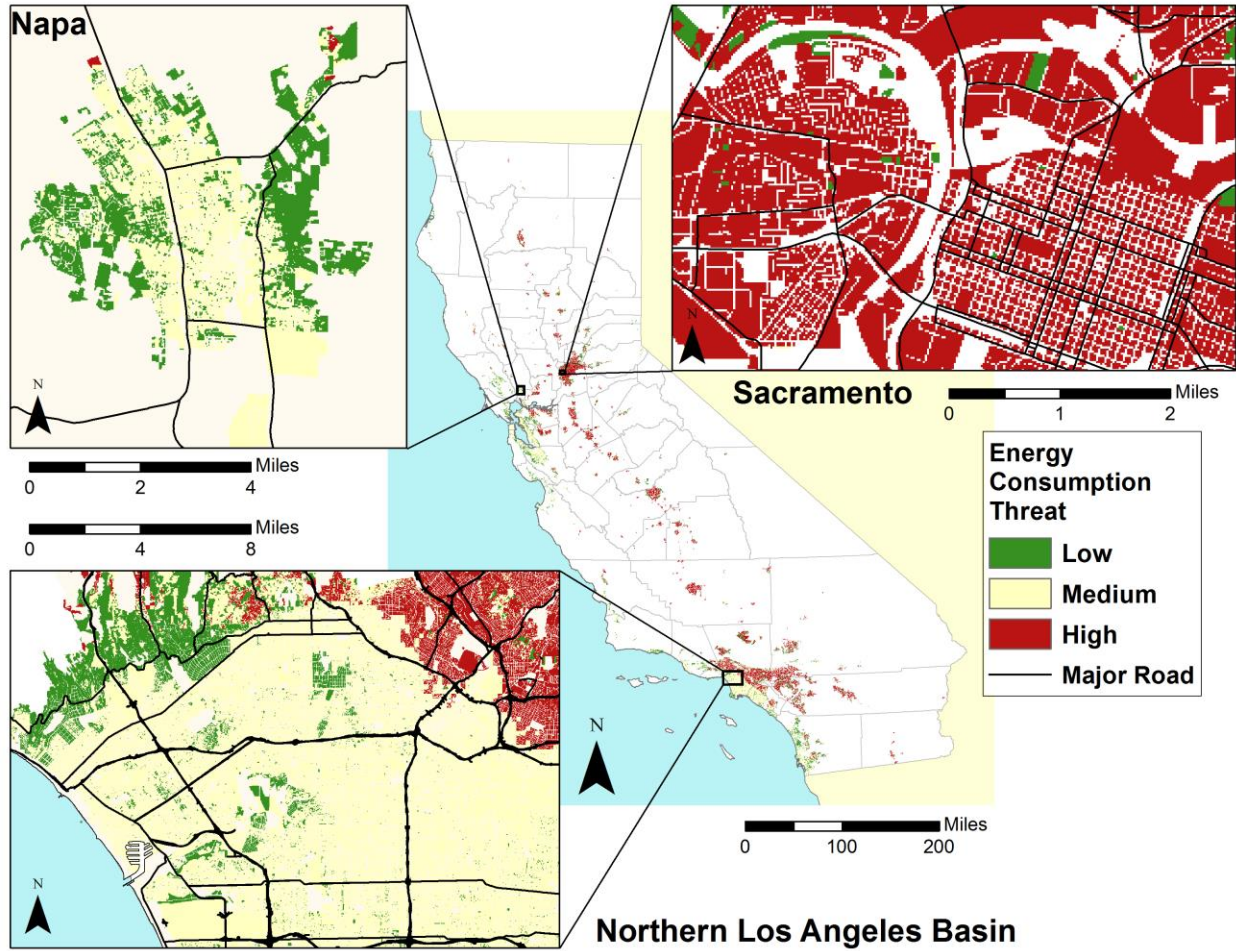 Napa
N
Miles
0 2 4
Miles
0 4 8
N
Sacramento
Miles
0 1 2
Energy
Consumption
Threat
Low
Medium
High
Major Road
N
Miles
0 100 200
N
Northern Los Angeles Basin